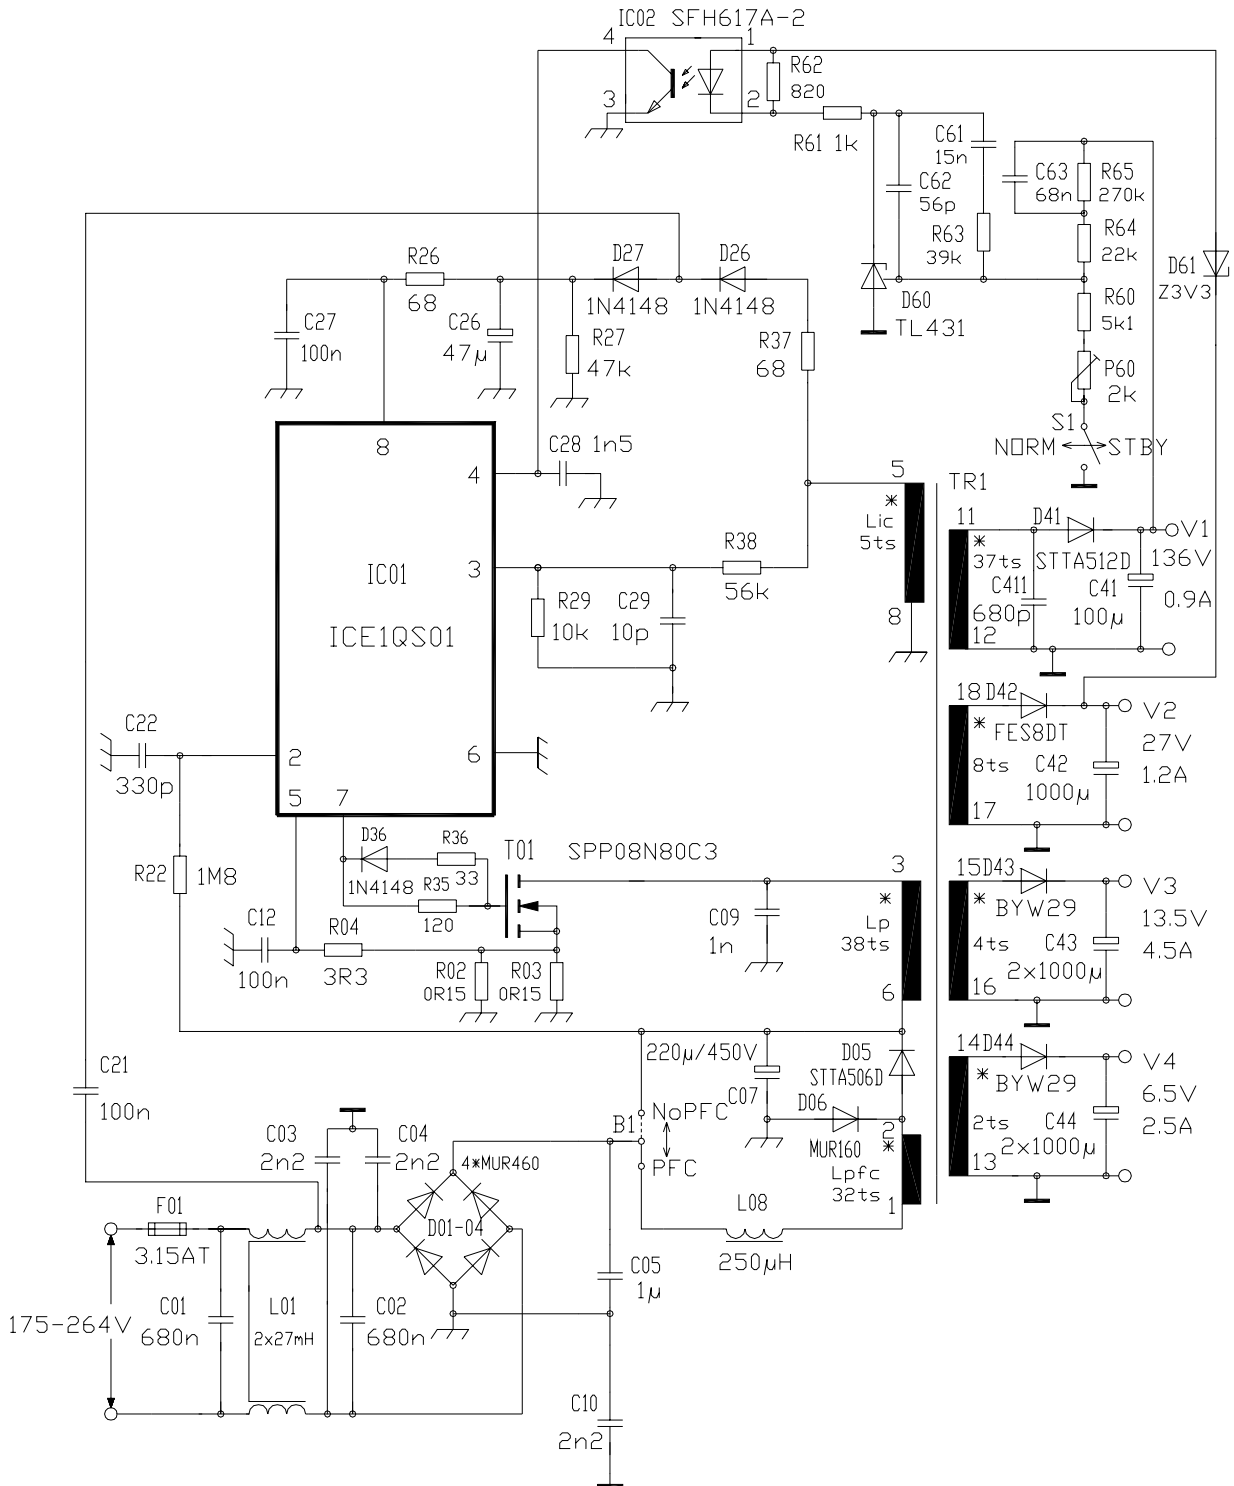 IC02 SFH617A-2
4
1
3
2
R62
820
R61 1k
C61
15n
C62
56p
R63
39k
C63
68n
R65
270k
R64
22k
D61
Z3V3
R26
68
D27
1N4148
D26
1N4148
D60
TL431
R60
5k1
C27
100n
C26
47µ
R27
47k
R37
68
P60
2k
S1
NORM
STBY
8
4
C28 1n5
5
TR1
*
Lic
5ts
8
11
D41
STTA512D
V1
136V
0.9A
*
37ts
C411
680p
C41
100µ
12
IC01
ICE1QS01
3
R38
56k
R29
10k
C29
10p
18 D42
FES8DT
*
8ts
C42
1000µ
17
V2
27V
1.2A
C22
330p
2
6
5
7
D36
1N4148
R36
33
R35
120
T01
SPP08N80C3
R22
1M8
C12
100n
R04
3R3
R02
0R15
R03
0R15
C09
1n
3
*
Lp
38ts
6
15 D43
BYW29
*
4ts
C43
2x1000µ
16
V3
13.5V
4.5A
220µ/450V
C07
D05
STTA506D
D06
MUR160
14 D44
BYW29
*
2ts
C44
2x1000µ
13
V4
6.5V
2.5A
C21
100n
B1
NoPFC
PFC
2
*
Lpfc
32ts
1
C03
2n2
C04
2n2
4*MUR460
D01-04
L08
250µH
F01
3.15AT
C05
1µ
175-264V
C01
680n
L01
2x27mH
C02
680n
C10
2n2